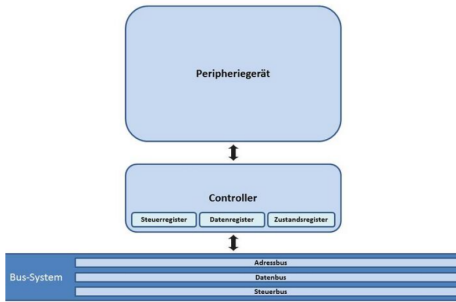 Peripheriegerät
Controller
Steuerregister Datenregister Zustandsregister
Adressbus
Bus-System Datenbus
Steuerbus